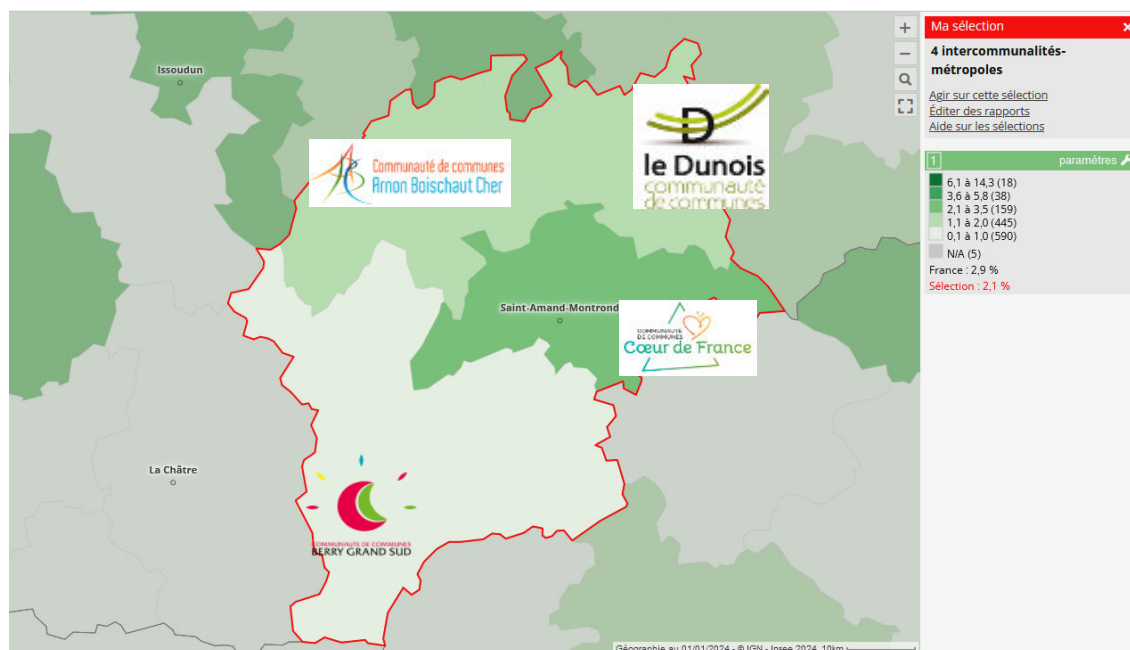 Issoudun
Communauté de communes
Arnon Boischaut Cher
D
le Dunois
communauté
de communes
Saint-Amand-Montrond
COMMUNAUTÉ
DE COMMUNES
Cœur de France
La Châtre
COMMUNAUTÉ DE COMMUNES
BERRY GRAND SUD
Géographie au 01/01/2024 - © IGN - Insee 2024 10km
Ma sélection
4 intercommunalités-
métropoles
Agir sur cette sélection
Éditer des rapports
Aide sur les sélections
1 paramètres
6,1 à 14,3 (18)
3,6 à 5,8 (38)
2,1 à 3,5 (159)
1,1 à 2,0 (445)
0,1 à 1,0 (590)
N/A (5)
France : 2,9 %
Sélection : 2,1 %